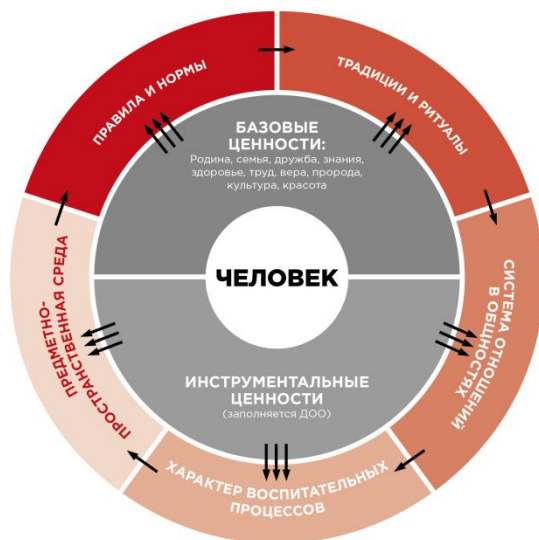 ПРАВИЛА И НОРМЫ
ТРАДИЦИИ И РИТУАЛЫ
БАЗОВЫЕ
ЦЕННОСТИ:
Родина, семья, дружба, знания,
здоровье, труд, вера, пророда,
культура, красота
ЧЕЛОВЕК
ИНСТРУМЕНТАЛЬНЫЕ
ЦЕННОСТИ
(заполняется ДОО)
СИСТЕМА ОТНОШЕНИЙ
В ОБЩНОСТЯХ
ХАРАКТЕР ВОСПИТАТЕЛЬНЫХ
ПРОЦЕССОВ
ПРЕДМЕТНО-
ПРОСТРАНСТВЕННАЯ СРЕДА